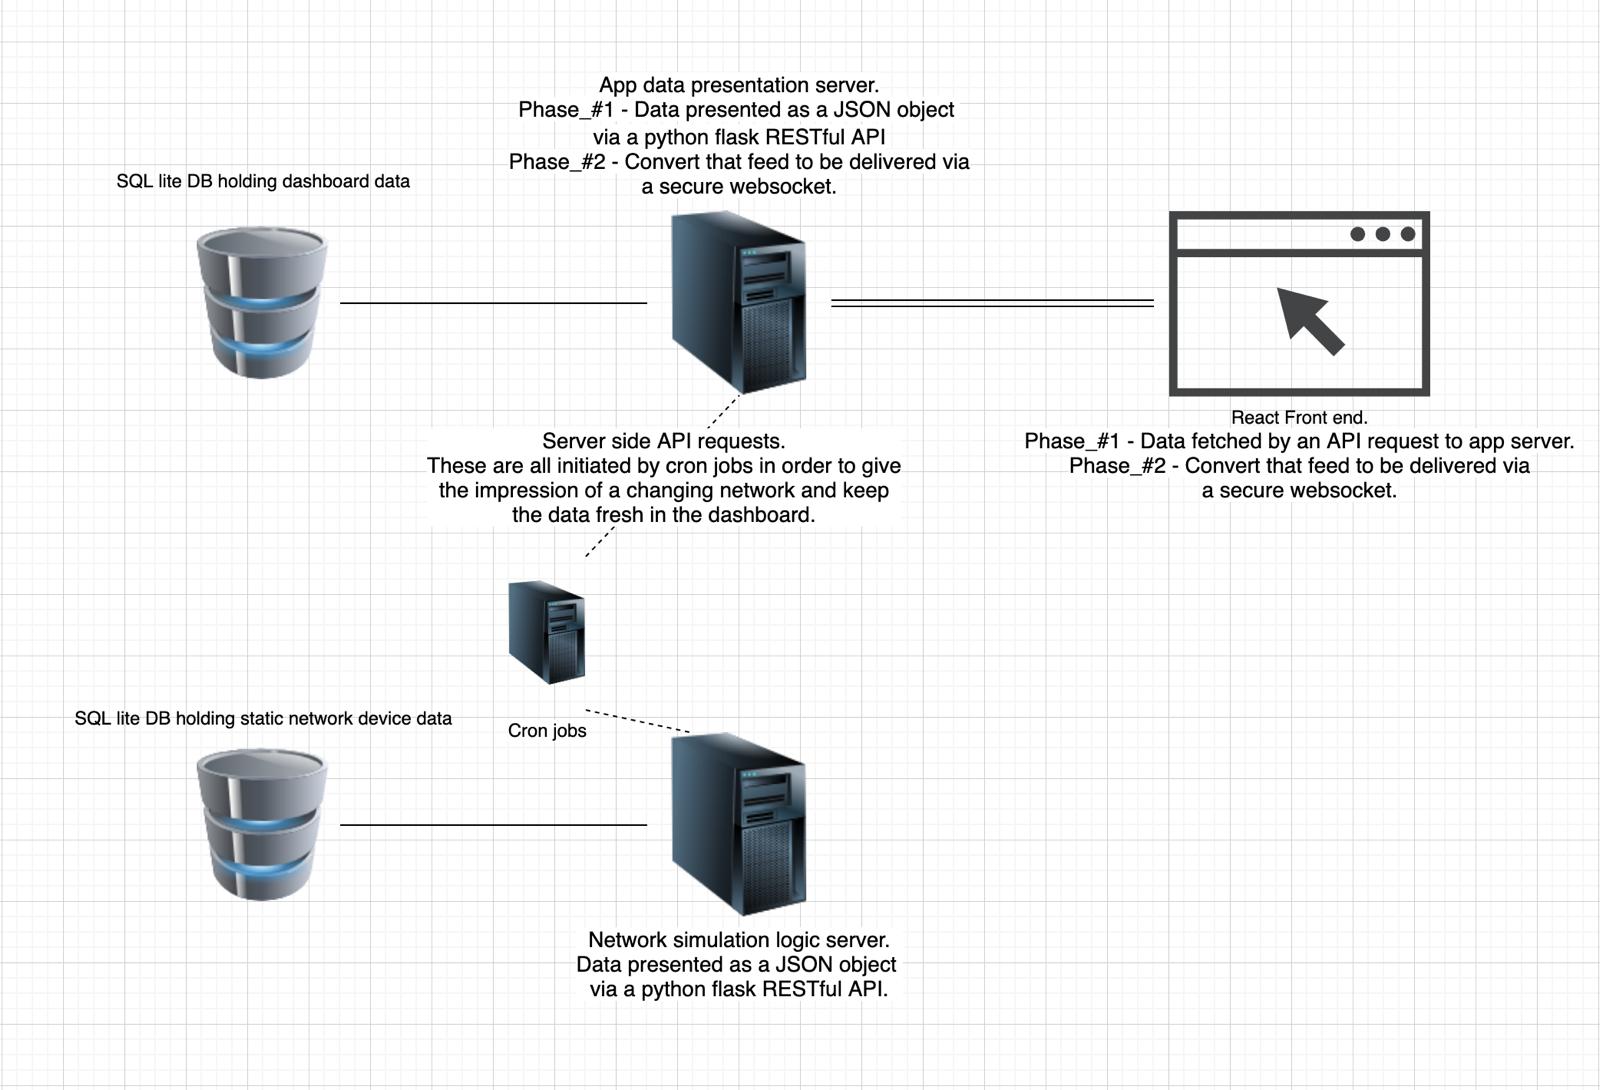 App data presentation server.
Phase_#1 - Data presented as a JSON object
via a python flask RESTful API
Phase_#2 - Convert that feed to be delivered via
a secure websocket.
SQL lite DB holding dashboard data
React Front end.
Phase_#1 - Data fetched by an API request to app server.
Phase_#2 - Convert that feed to be delivered via
a secure websocket.
Server side API requests.
These are all initiated by cron jobs in order to give
the impression of a changing network and keep
the data fresh in the dashboard.
SQL lite DB holding static network device data
Cron jobs
Network simulation logic server.
Data presented as a JSON object
via a python flask RESTful API.